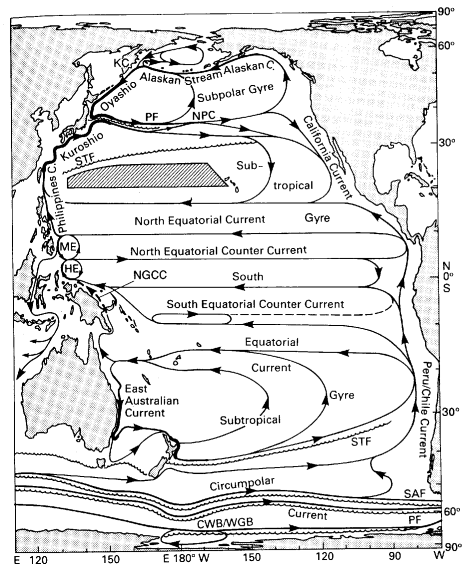 90°
KC
60°
Alaskan Stream
Alaskan C.
Oyashio
Subpolar Gyre
PF
NPC
Kuroshio
STF
30°
California Current
Sub-
tropical
Philippines C.
North Equatorial Current
Gyre
ME
North Equatorial Counter Current
HE
N
0°
S
NGCC
South
South Equatorial Counter Current
Equatorial
Current
East
Australian
Current
Gyre
Subtropical
Peru/Chile Current
30°
STF
Circumpolar
SAF
Current
60°
PF
CWB/WGB
90°
E 120
150
E 180° W
150
120
90
W